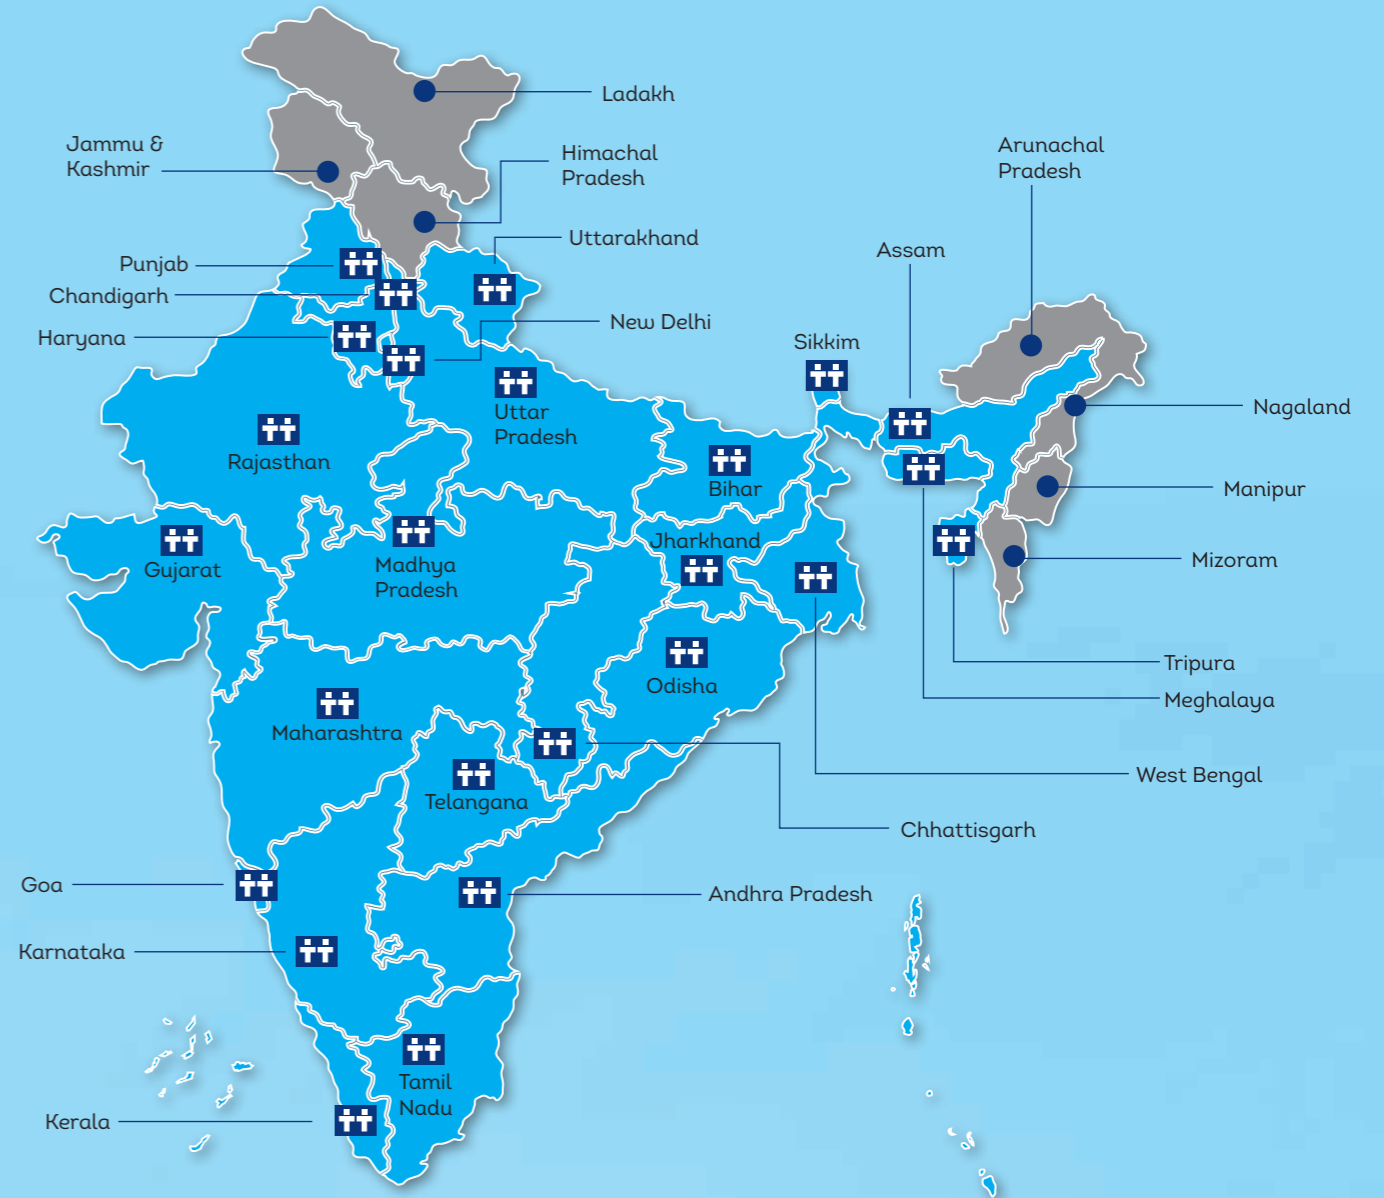 Ladakh
Jammu &
Kashmir
Himachal
Pradesh
Arunachal
Pradesh
Uttarakhand
Assam
Punjab
Chandigarh
Haryana
New Delhi
Sikkim
Uttar
Pradesh
Nagaland
Rajasthan
Bihar
Manipur
Jharkhand
Gujarat
Madhya
Pradesh
Mizoram
Tripura
Odisha
Meghalaya
Maharashtra
West Bengal
Telangana
Chhattisgarh
Goa
Andhra Pradesh
Karnataka
Tamil
Nadu
Kerala